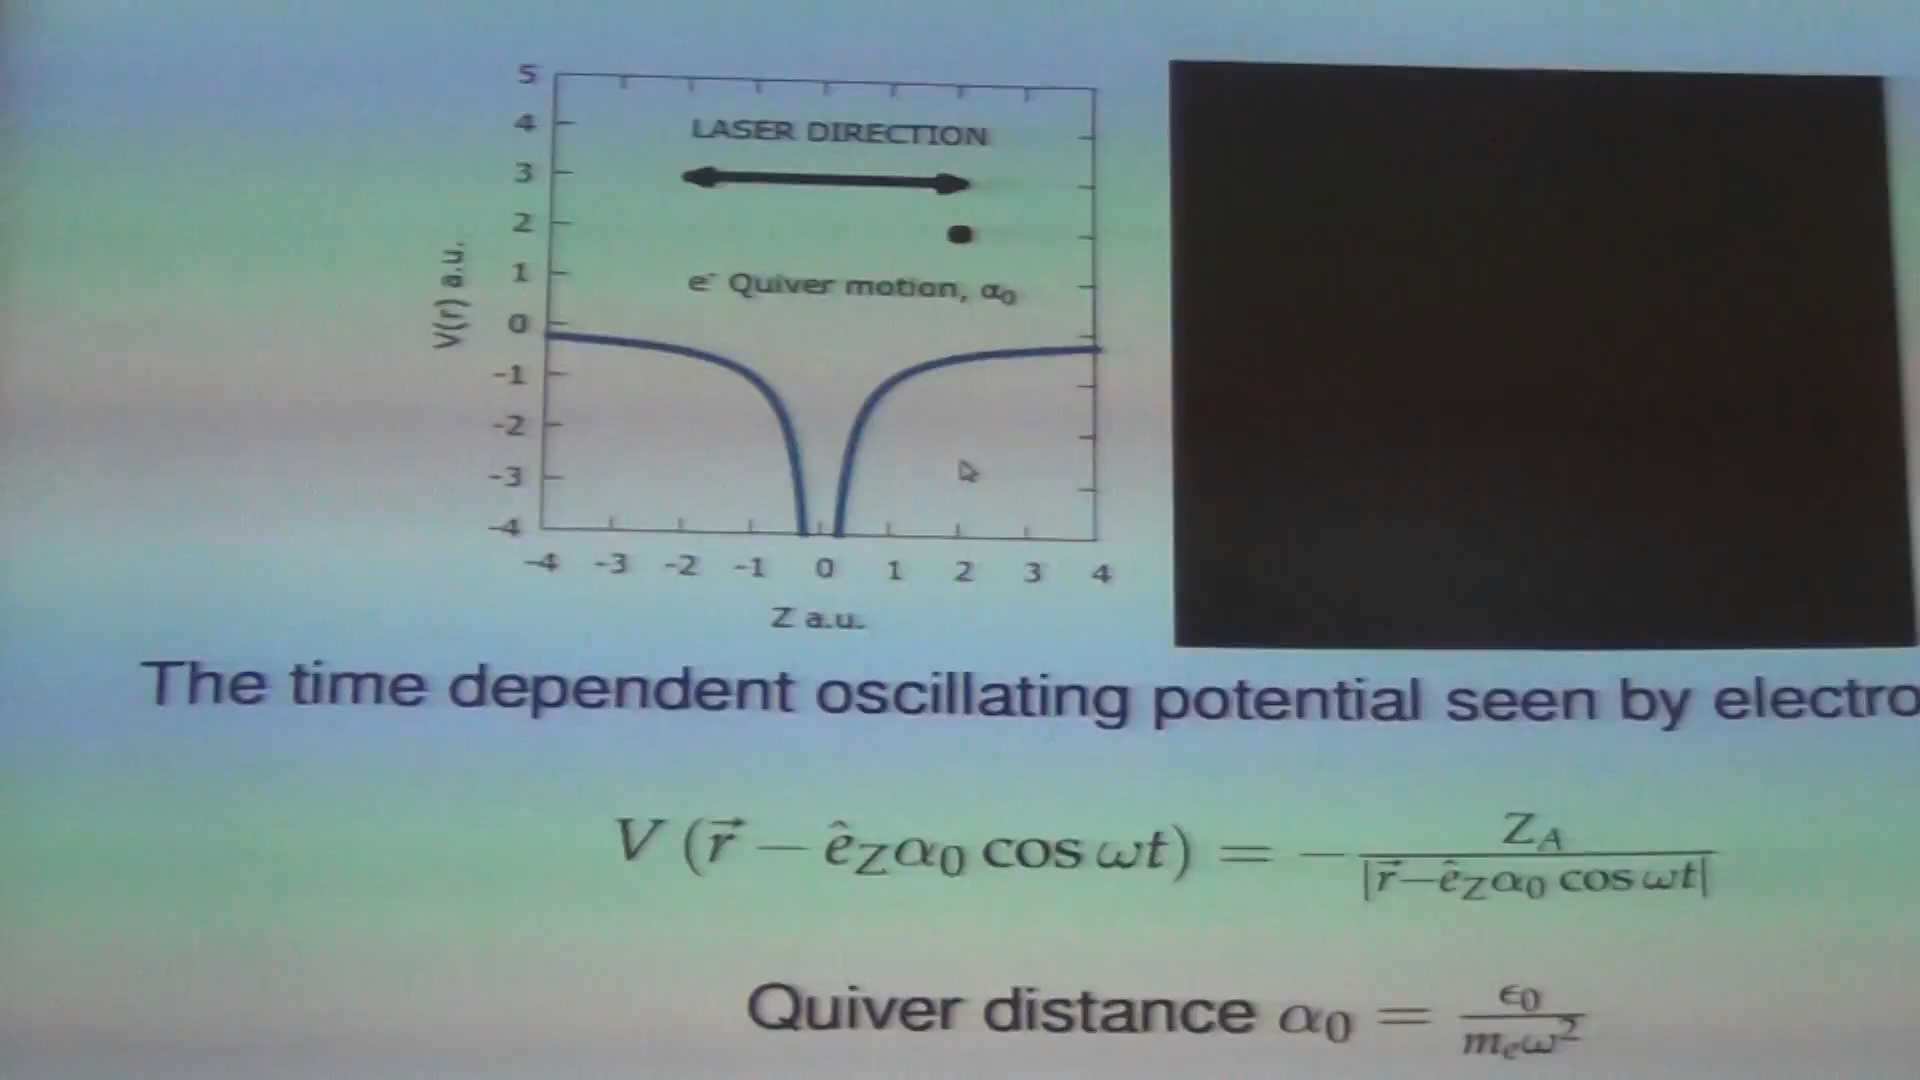 5
4
3
2
1
0
-1
-2
-3
-4
V(r) a.u.
LASER DIRECTION
e⁻ Quiver motion, α₀
-4 -3 -2 -1 0 1 2 3 4
Z a.u.
The time dependent oscillating potential seen by electro
V (r⃗ − ê_Z α₀ cos ωt) = − Z_A / |r⃗ − ê_Z α₀ cos ωt|
Quiver distance α₀ = ϵ₀ / m_e ω²